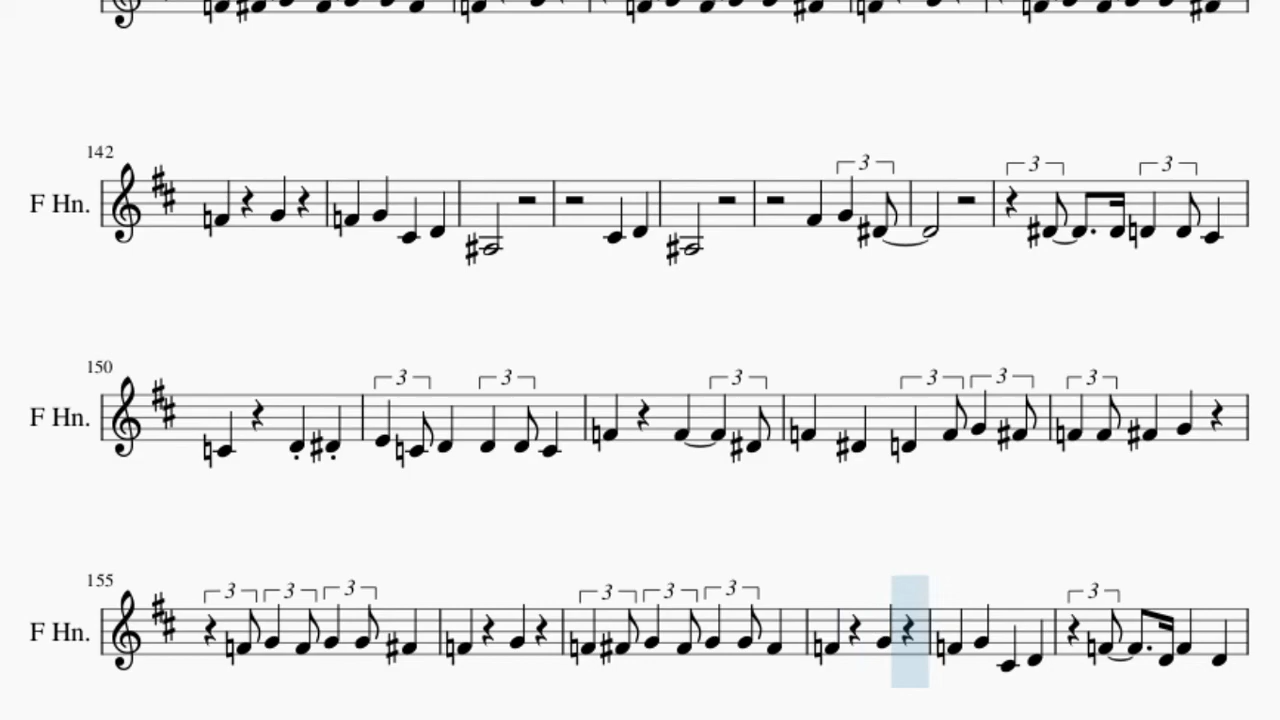 142
3 3 3
F Hn.
150
3 3 3 3 3 3
F Hn.
155
3 3 3 3 3 3 3
F Hn.